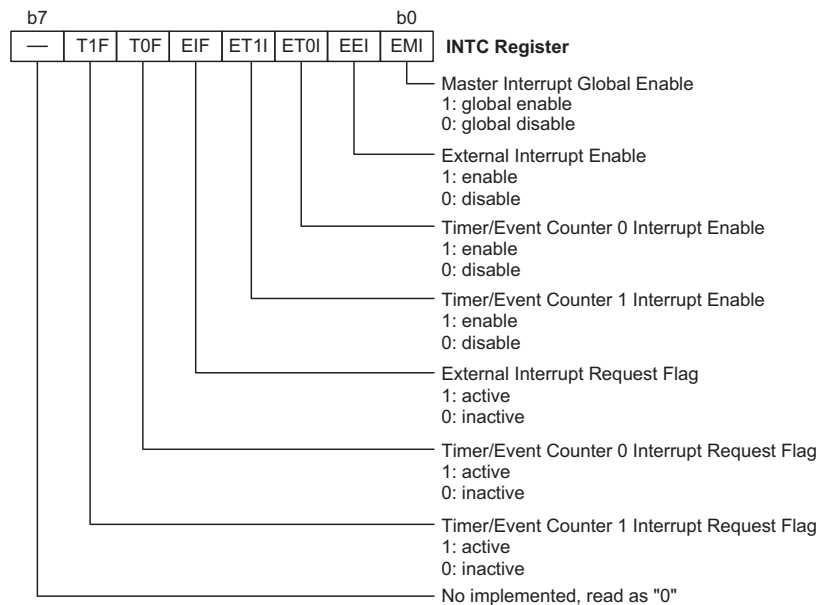 b7 b0
— T1F T0F EIF ET1I ET0I EEI EMI INTC Register
Master Interrupt Global Enable
1: global enable
0: global disable
External Interrupt Enable
1: enable
0: disable
Timer/Event Counter 0 Interrupt Enable
1: enable
0: disable
Timer/Event Counter 1 Interrupt Enable
1: enable
0: disable
External Interrupt Request Flag
1: active
0: inactive
Timer/Event Counter 0 Interrupt Request Flag
1: active
0: inactive
Timer/Event Counter 1 Interrupt Request Flag
1: active
0: inactive
No implemented, read as "0"